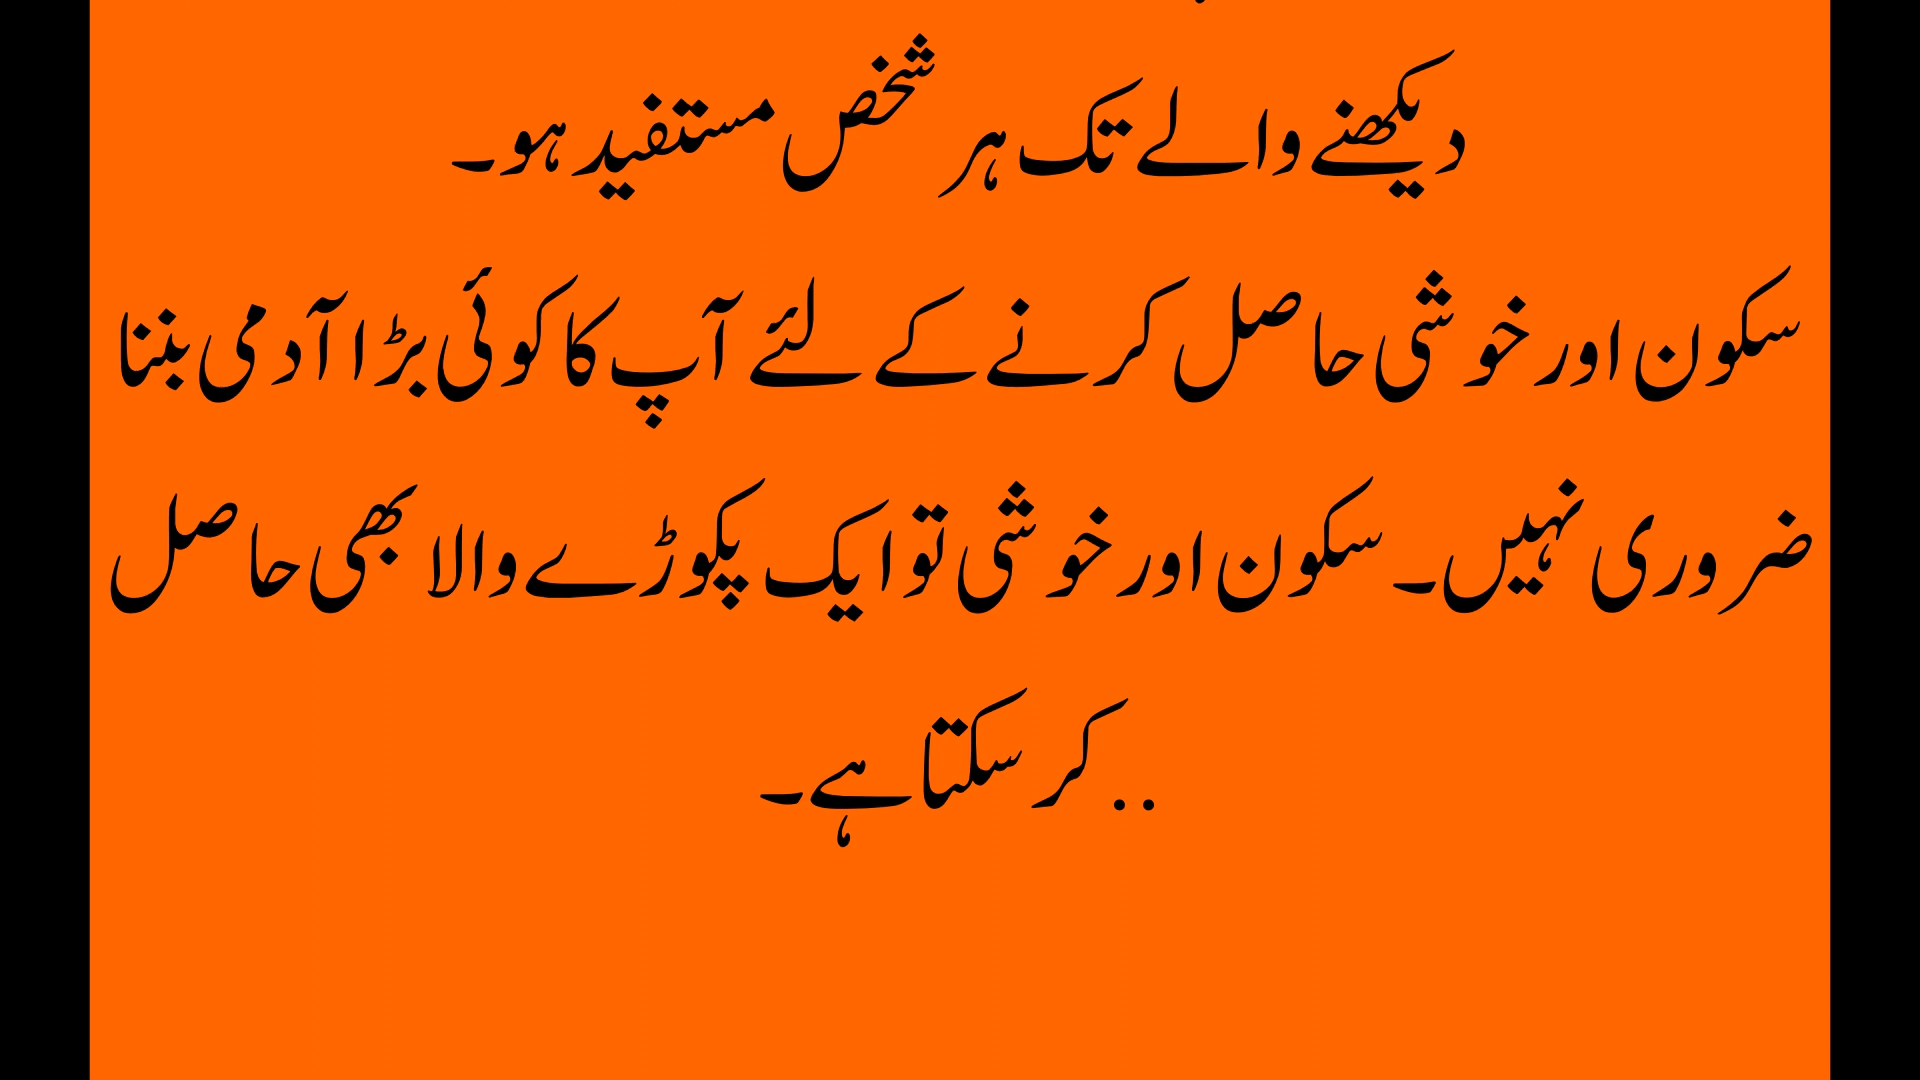 دیکھنے والے تک ہر شخص مستفید ہو۔
سکون اور خوشی حاصل کرنے کے لئے آپ کا کوئی بڑا آدمی بننا
ضروری نہیں۔ سکون اور خوشی تو ایک پکوڑے والا بھی حاصل
..کر سکتا ہے۔